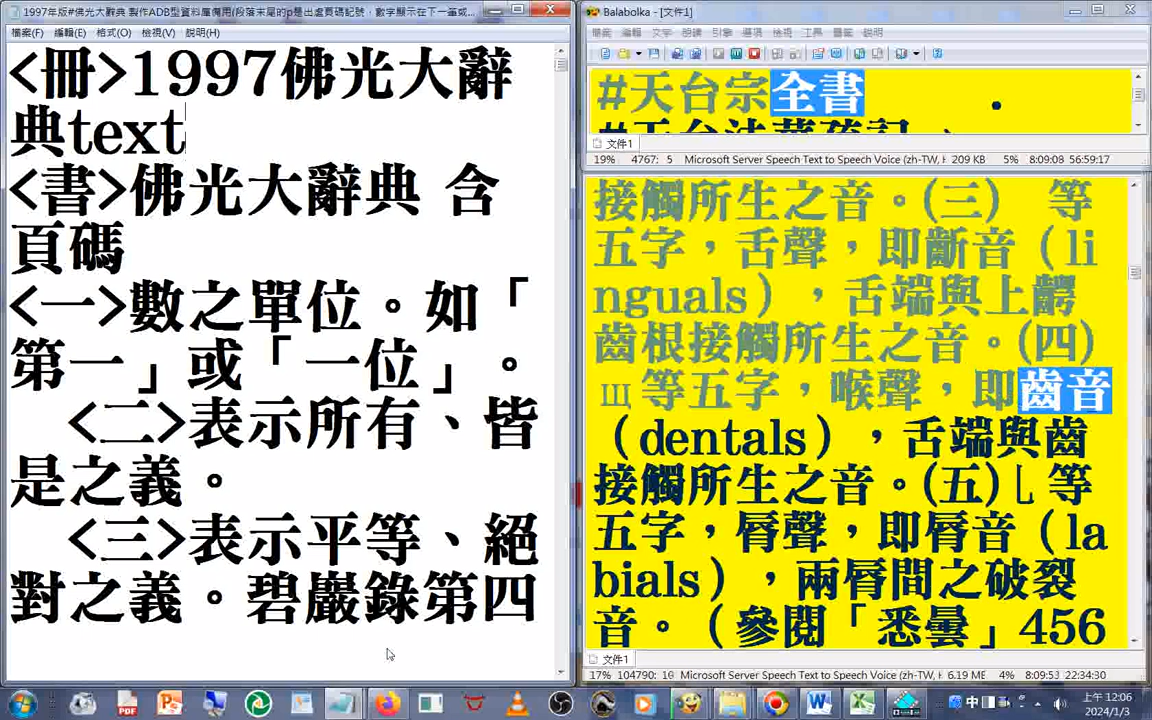 1997年版#佛光大辭典 製作ADB型資料庫備用(段落末尾的p是出處頁碼記號，數字顯示在下一筆或...
檔案(F) 編輯(E) 格式(O) 檢視(V) 說明(H)
<冊>1997佛光大辭
典text
<書>佛光大辭典 含
頁碼
<一>數之單位。如「
第一」或「一位」。
<二>表示所有、皆
是之義。
<三>表示平等、絕
對之義。碧巖錄第四
Balabolka - [文件1]
檔案 編輯 文字 朗讀 引擎 選項 檢視 工具 圖案 說明
#天台宗全書
文件1
19% 4767: 5 Microsoft Server Speech Text to Speech Voice (zh-TW, H 209 KB 5% 8:09:08 56:59:17
接觸所生之音。(三) 等
五字，舌聲，即齗音（li
nguals），舌端與上齶
齒根接觸所生之音。(四)
等五字，喉聲，即齒音
（dentals），舌端與齒
接觸所生之音。(五) 等
五字，唇聲，即唇音（la
bials），兩唇間之破裂
音。（參閱「悉曇」456
文件1
17% 104790: 16 Microsoft Server Speech Text to Speech Voice (zh-TW, H 6.19 ME 4% 8:09:53 22:34:30
中
上午 12:06
2024/1/3